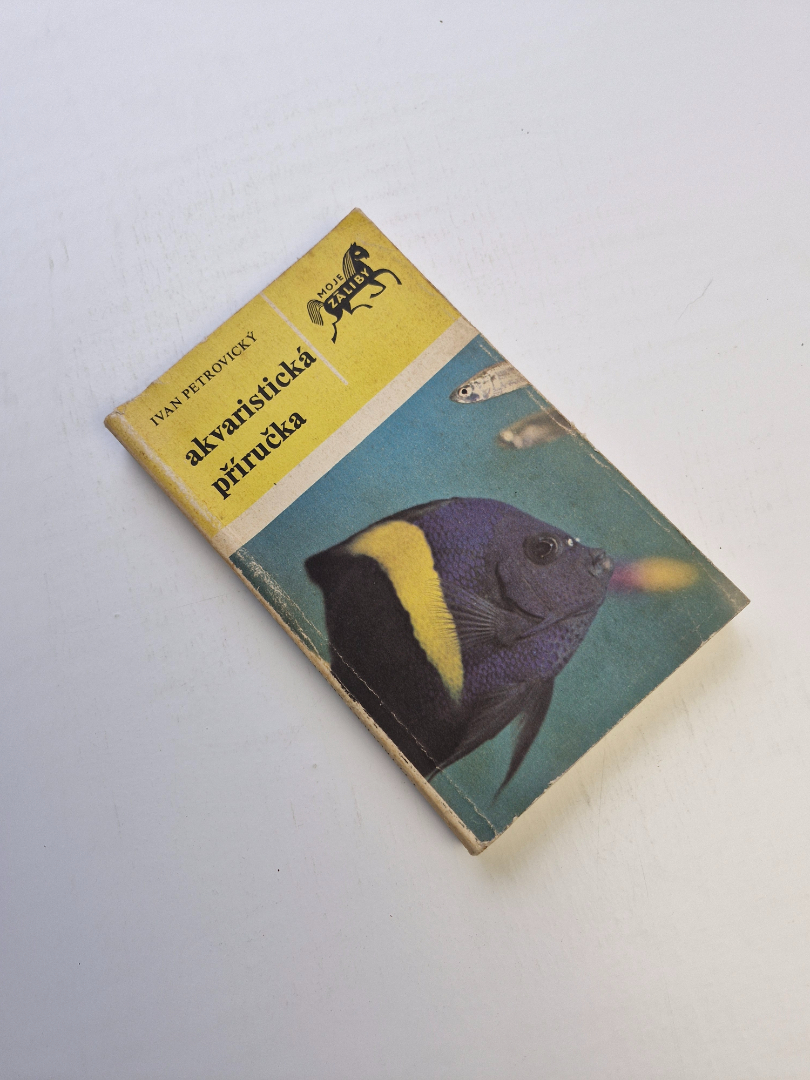 IVAN PETROVICKÝ
akvaristická
příručka
MOJE
ZÁLIBY